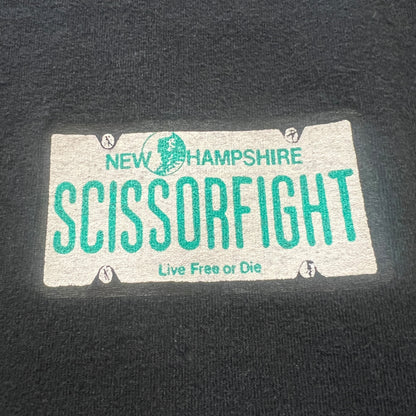 NEW HAMPSHIRE
SCISSORFIGHT
Live Free or Die